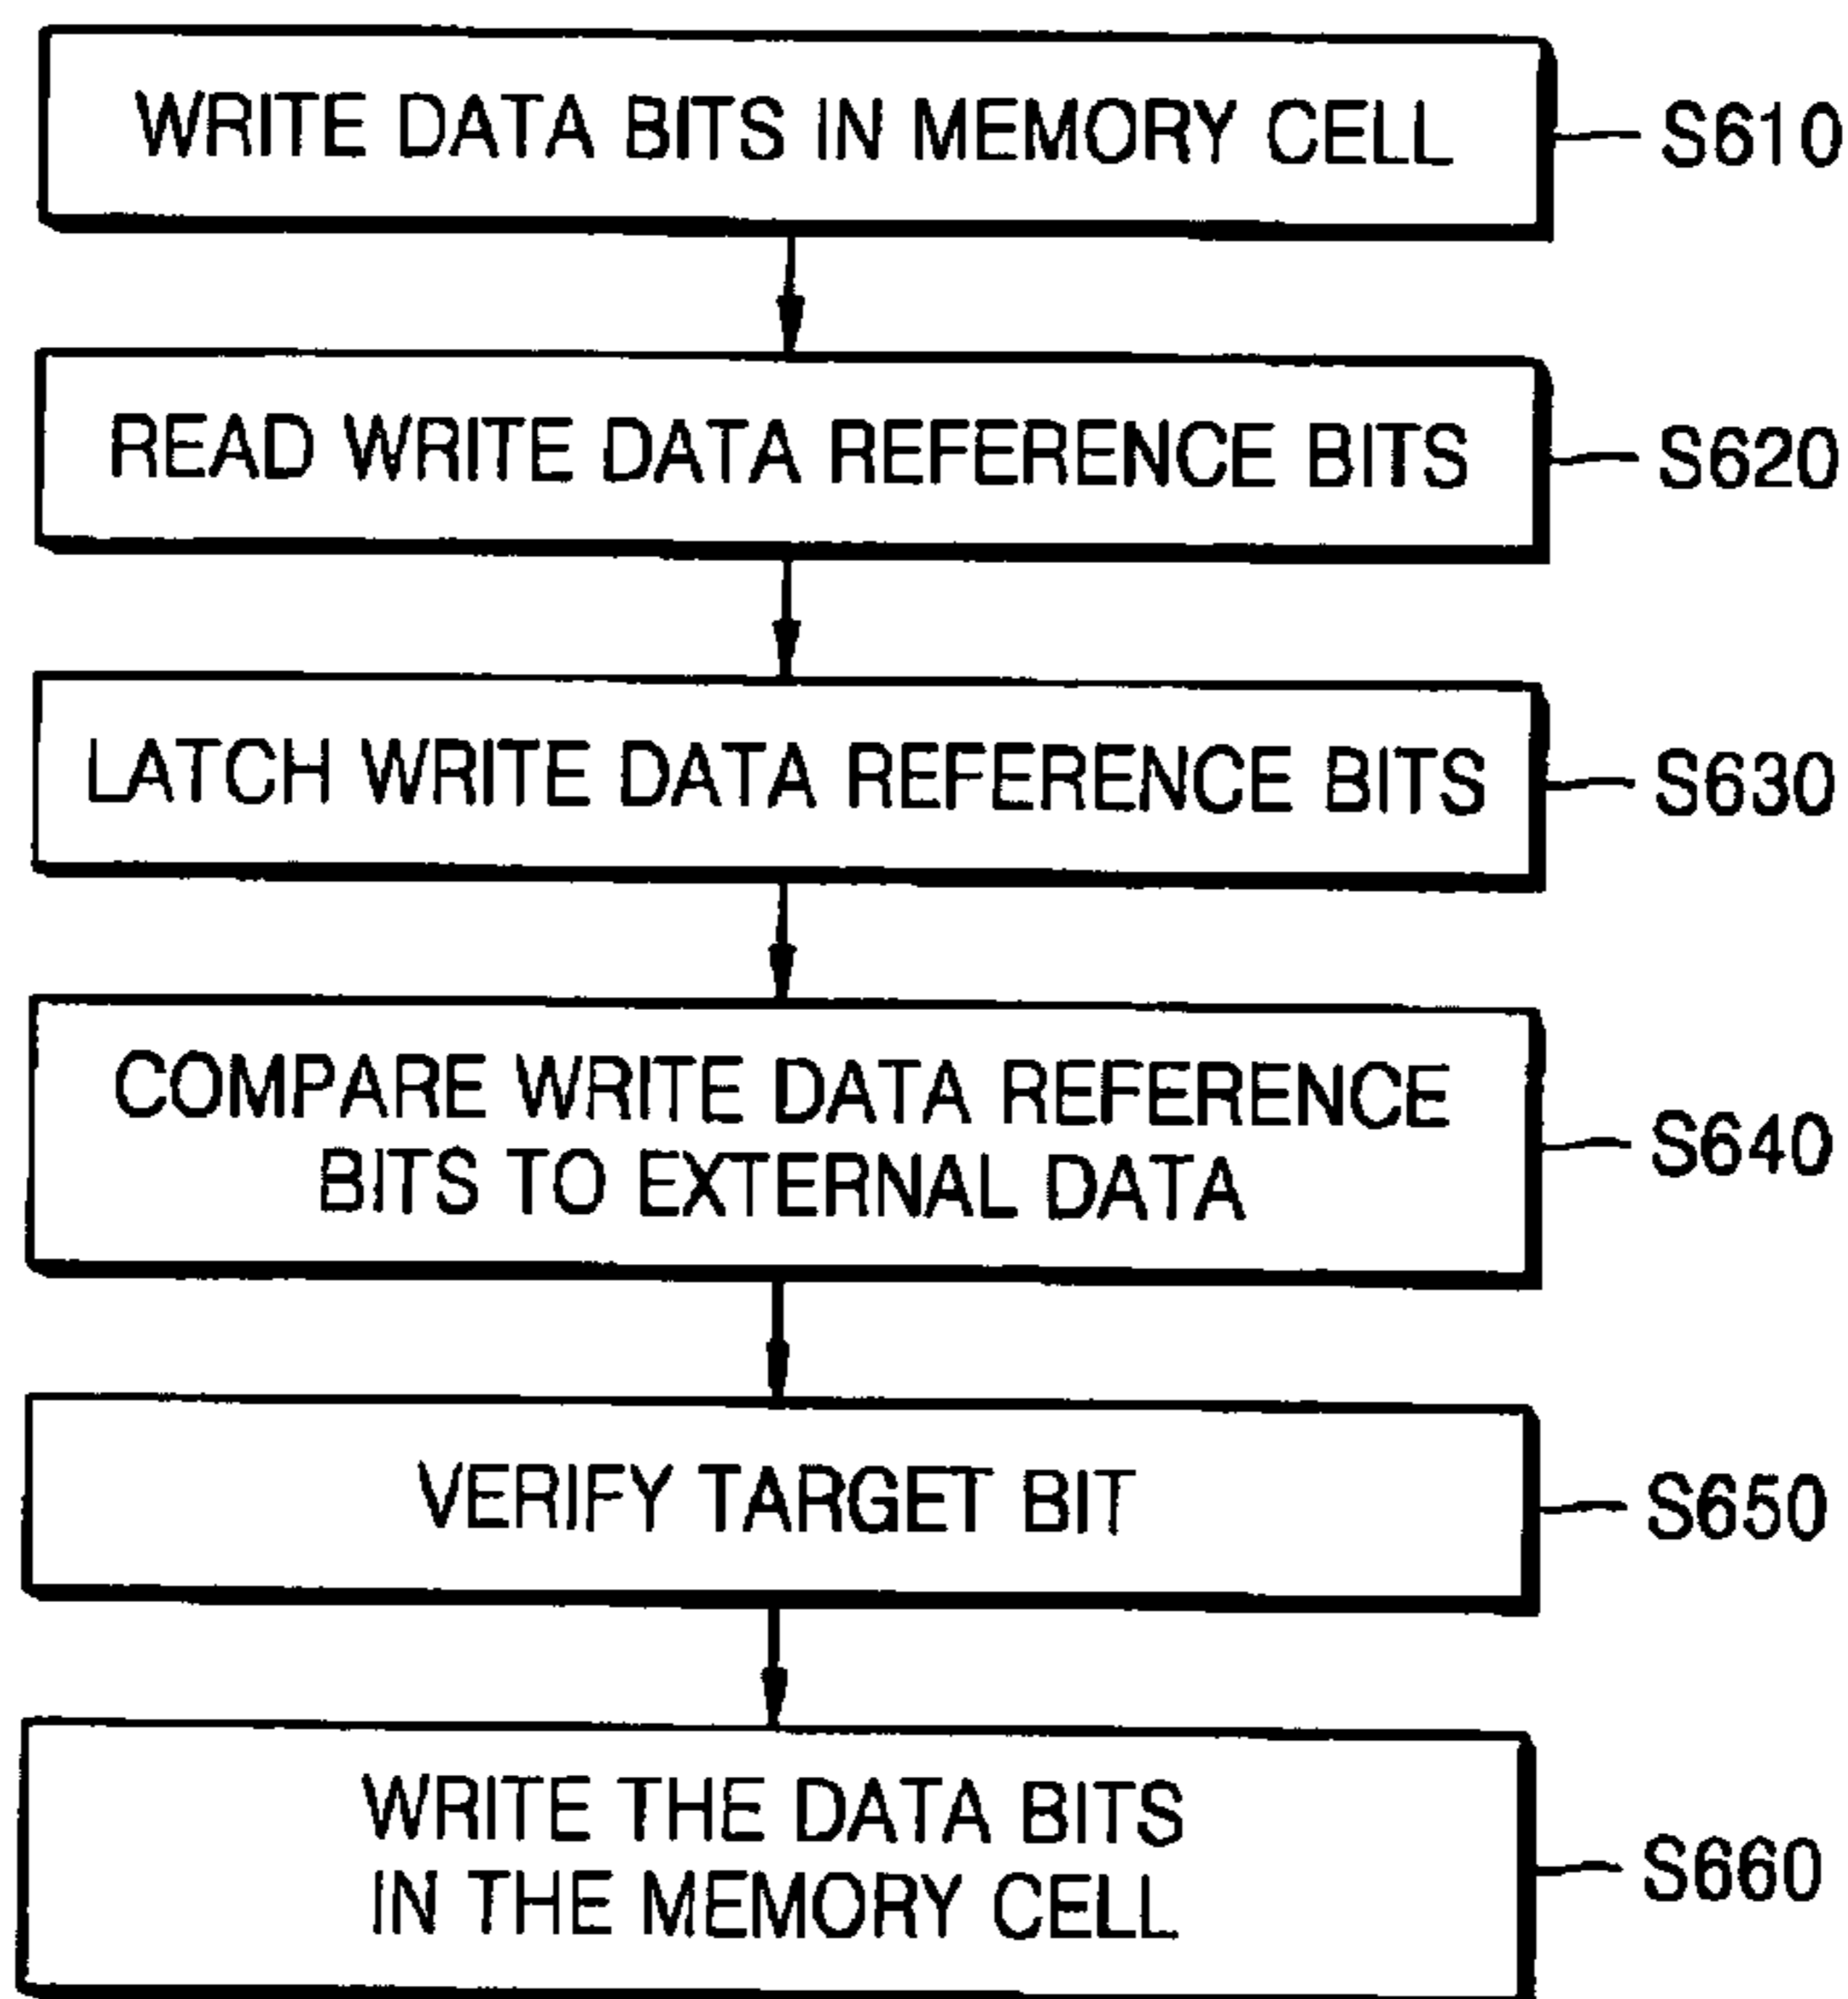 WRITE DATA BITS IN MEMORY CELL S610
READ WRITE DATA REFERENCE BITS S620
LATCH WRITE DATA REFERENCE BITS S630
COMPARE WRITE DATA REFERENCE
BITS TO EXTERNAL DATA S640
VERIFY TARGET BIT S650
WRITE THE DATA BITS
IN THE MEMORY CELL S660